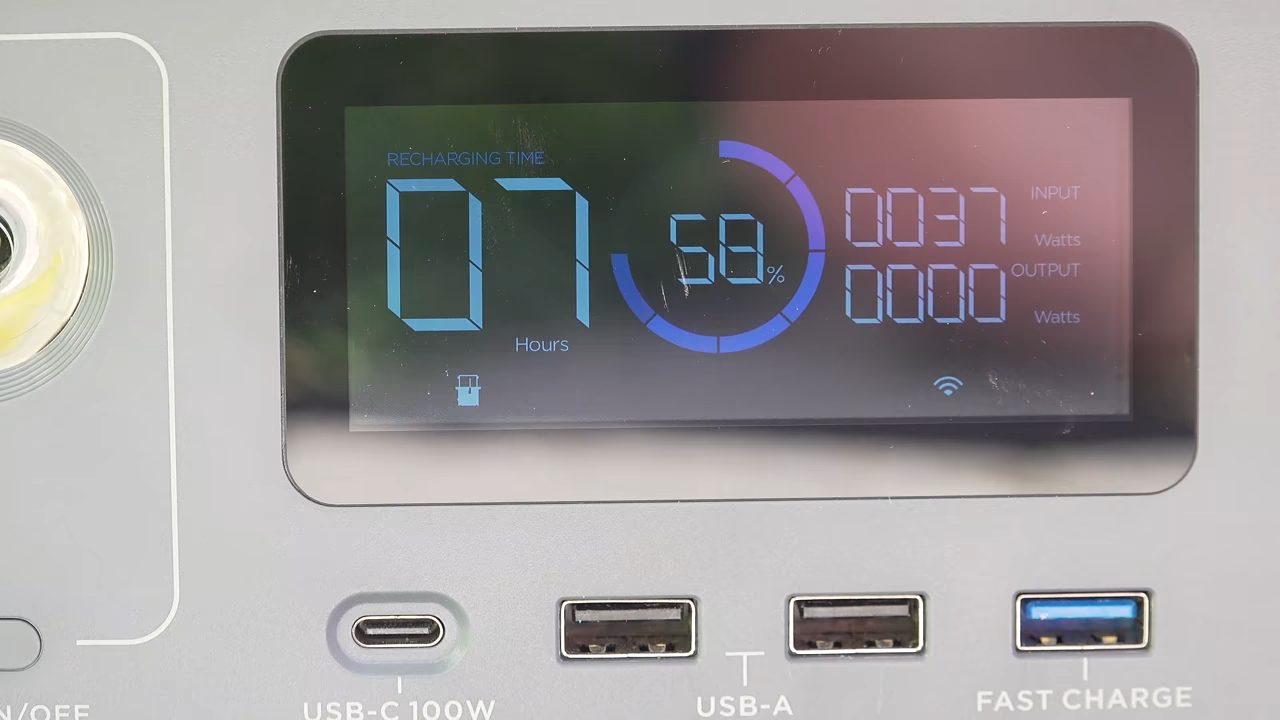 RECHARGING TIME
07
Hours
58%
0037
INPUT
Watts
0000
OUTPUT
Watts
N/OFF
USB-C 100W
USB-A
FAST CHARGE